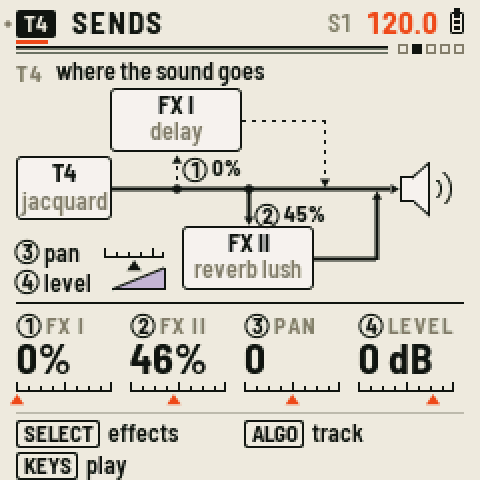 T4 SENDS S1 120.0
T4 where the sound goes
FX I
delay
① 0%
T4
jacquard
② 45%
FX II
reverb lush
③ pan
④ level
① FX I ② FX II ③ PAN ④ LEVEL
0% 46% 0 0 dB
SELECT effects ALGO track
KEYS play